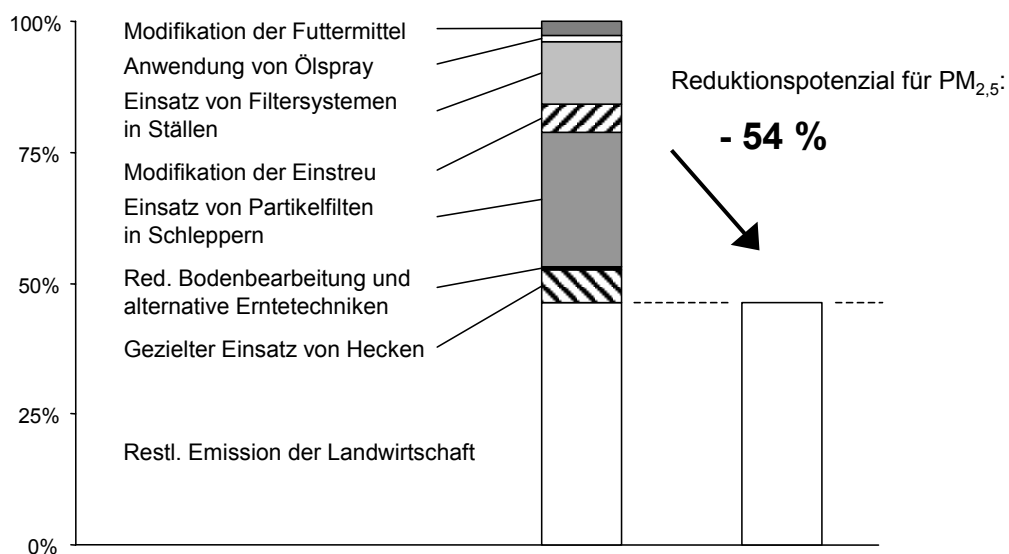 100%
75%
50%
25%
0%
Modifikation der Futtermittel
Anwendung von Ölspray
Einsatz von Filtersystemen
in Ställen
Modifikation der Einstreu
Einsatz von Partikelfilten
in Schleppern
Red. Bodenbearbeitung und
alternative Erntetechniken
Gezielter Einsatz von Hecken
Restl. Emission der Landwirtschaft
Reduktionspotenzial für PM2,5:
- 54 %